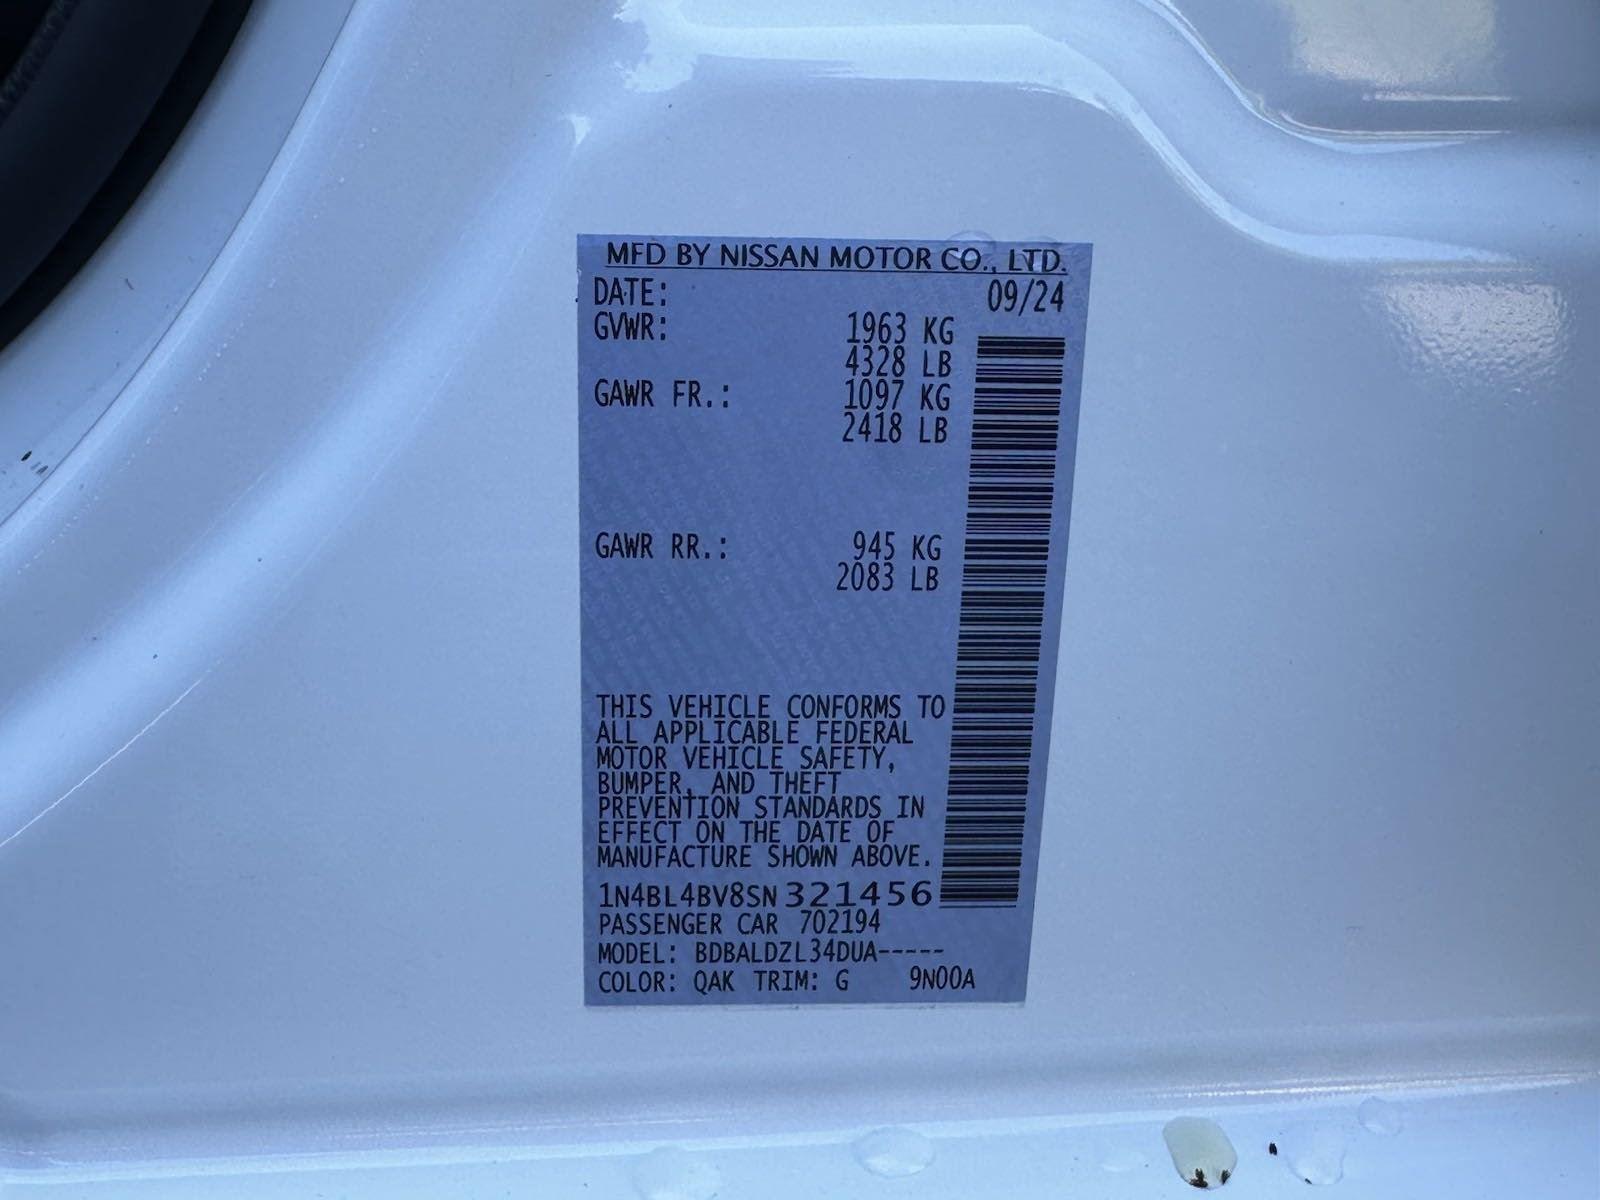 MFD BY NISSAN MOTOR CO., LTD.
DATE: 09/24
GVWR: 1963 KG
4328 LB
GAWR FR.: 1097 KG
2418 LB
GAWR RR.: 945 KG
2083 LB
THIS VEHICLE CONFORMS TO
ALL APPLICABLE FEDERAL
MOTOR VEHICLE SAFETY,
BUMPER, AND THEFT
PREVENTION STANDARDS IN
EFFECT ON THE DATE OF
MANUFACTURE SHOWN ABOVE.
1N4BL4BV8SN321456
PASSENGER CAR 702194
MODEL: BDBALDZL34DUA-----
COLOR: QAK TRIM: G 9N00A